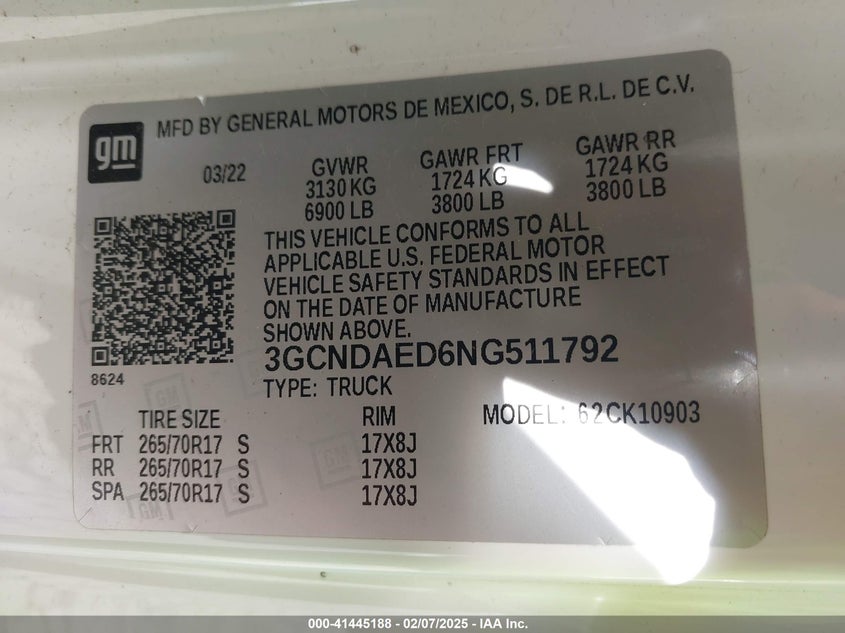 gm
MFD BY GENERAL MOTORS DE MEXICO, S. DE R.L. DE C.V.
03/22
GVWR
3130 KG
6900 LB
GAWR FRT
1724 KG
3800 LB
GAWR RR
1724 KG
3800 LB
THIS VEHICLE CONFORMS TO ALL
APPLICABLE U.S. FEDERAL MOTOR
VEHICLE SAFETY STANDARDS IN EFFECT
ON THE DATE OF MANUFACTURE
SHOWN ABOVE.
8624
3GCNDAED6NG511792
TYPE: TRUCK
TIRE SIZE RIM MODEL: 62CK10903
FRT 265/70R17 S 17X8J
RR 265/70R17 S 17X8J
SPA 265/70R17 S 17X8J
GM
GM
GM
GM
000-41445188 - 02/07/2025 - IAA Inc.